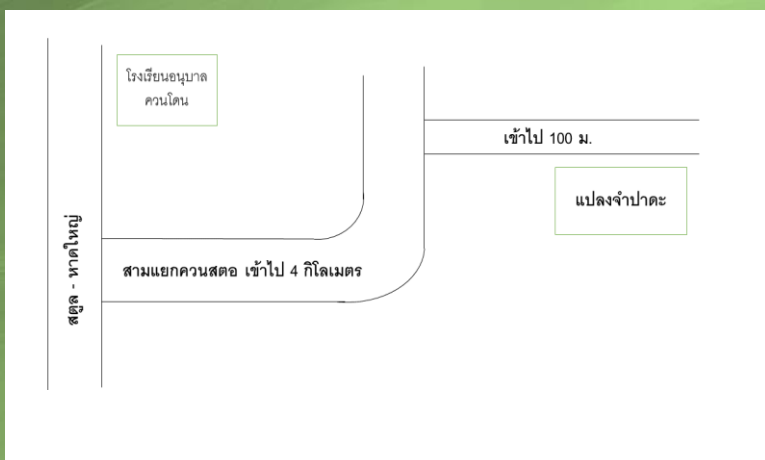 โรงเรียนอนุบาล
ควนโดน
เข้าไป 100 ม.
แปลงจำปาดะ
สตูล - หาดใหญ่
สามแยกควนสตอ เข้าไป 4 กิโลเมตร